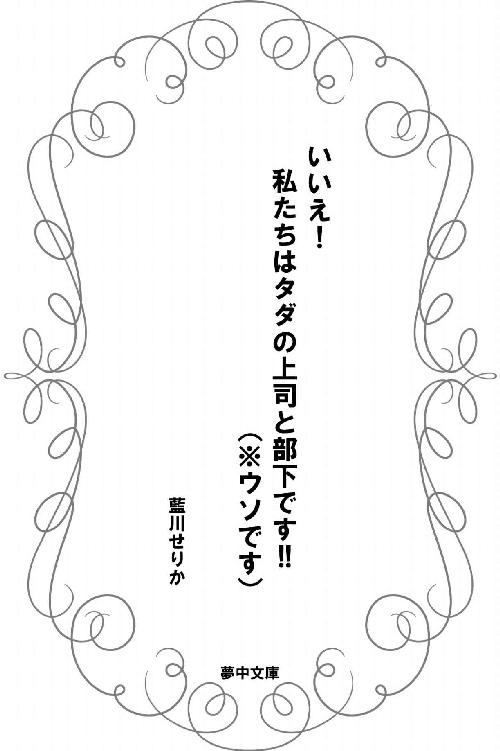 いいえ！
私たちはタダの上司と部下です!!
（※ウソです）
藍川せりか
夢中文庫